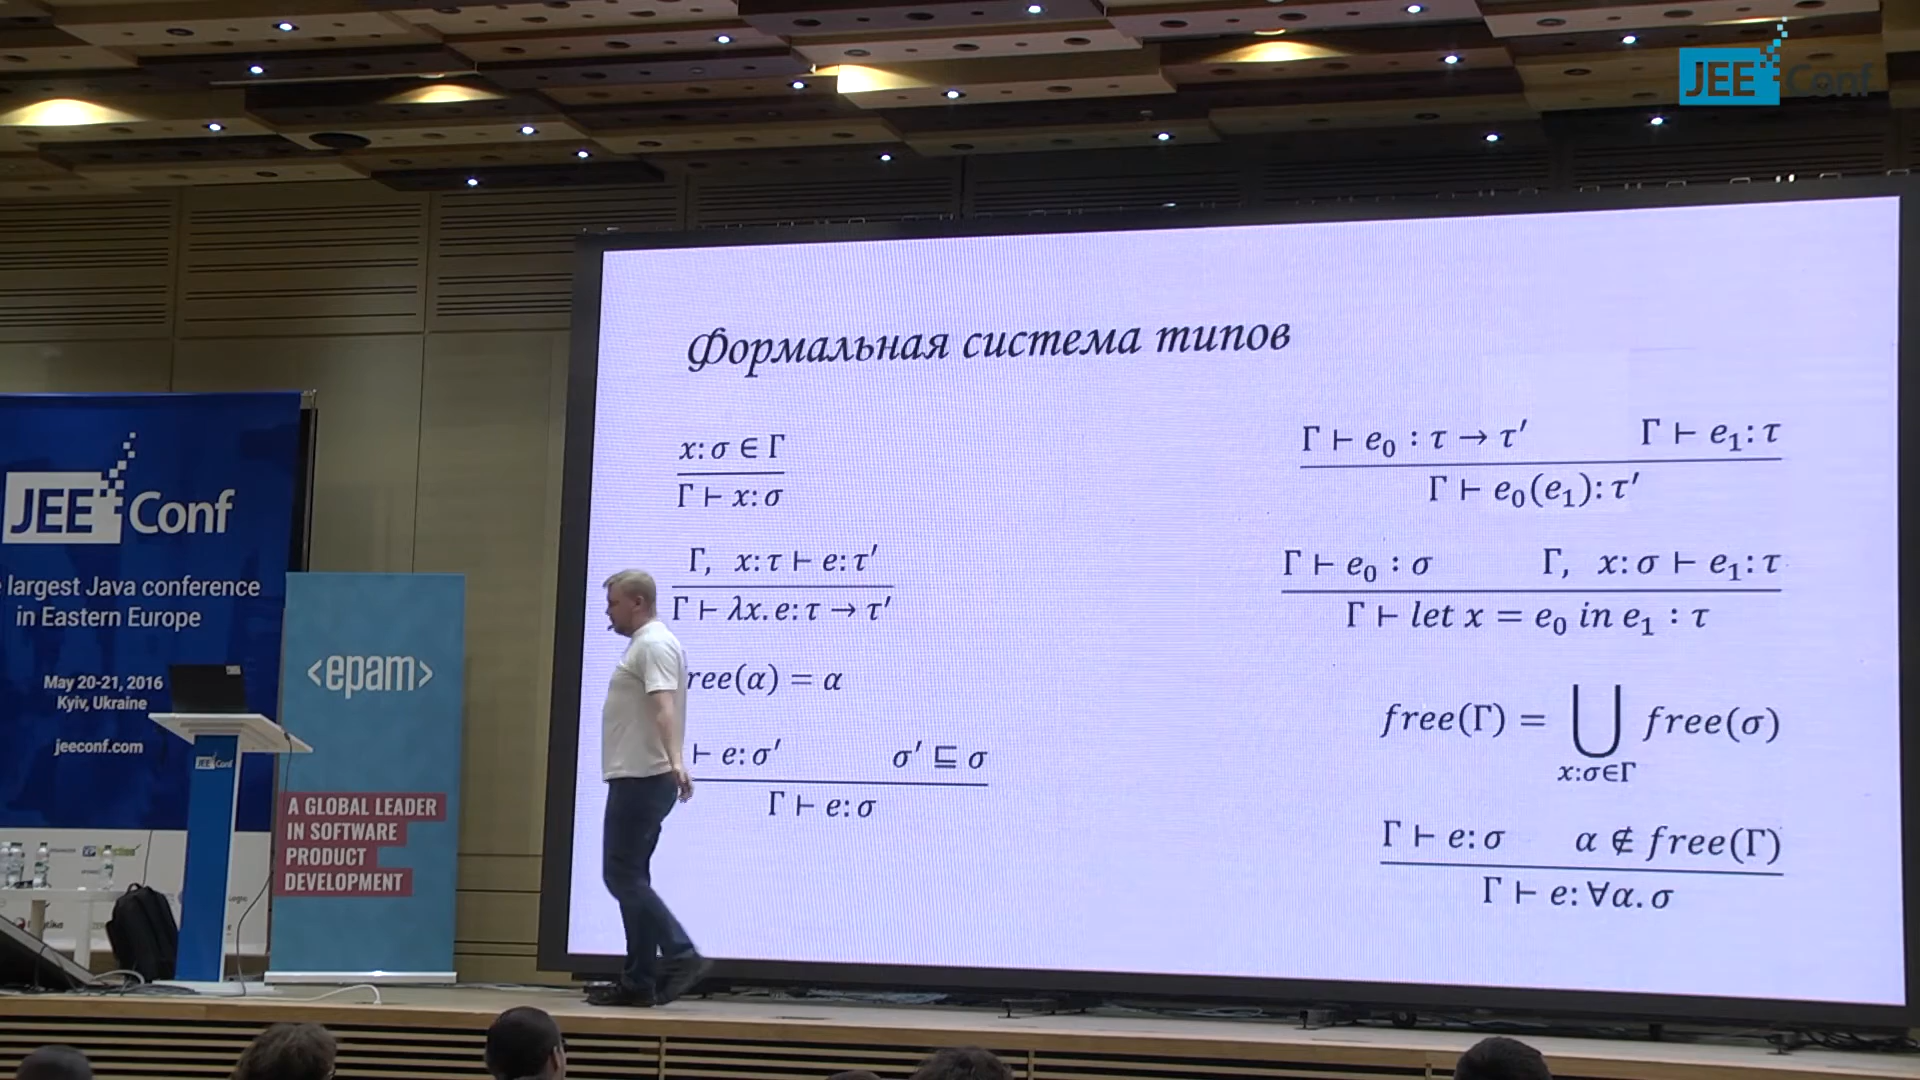 JEE Conf
Формальная система типов
x: σ ∈ Γ
Γ ⊢ x: σ
Γ, x: τ ⊢ e: τ′
Γ ⊢ λx. e: τ → τ′
ree(α) = α
⊢ e: σ′ σ′ ⊑ σ
Γ ⊢ e: σ
Γ ⊢ e₀ : τ → τ′ Γ ⊢ e₁: τ
Γ ⊢ e₀(e₁): τ′
Γ ⊢ e₀ : σ Γ, x: σ ⊢ e₁: τ
Γ ⊢ let x = e₀ in e₁ : τ
free(Γ) = ⋃ free(σ)
x:σ∈Γ
Γ ⊢ e: σ α ∉ free(Γ)
Γ ⊢ e: ∀α. σ
JEE Conf
largest Java conference
in Eastern Europe
May 20-21, 2016
Kyiv, Ukraine
jeeconf.com
<epam>
A GLOBAL LEADER
IN SOFTWARE
PRODUCT
DEVELOPMENT
JEE Conf